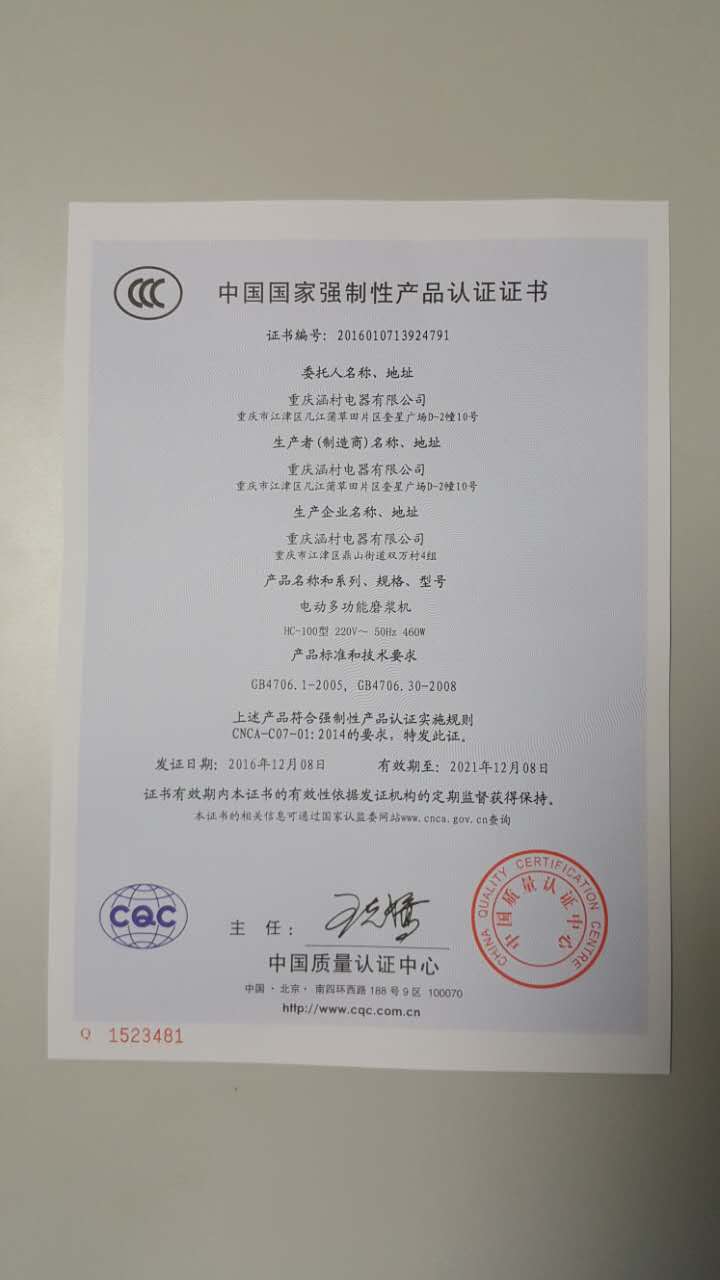 中国国家强制性产品认证证书
证书编号: 2016010713924791
委托人名称、地址
重庆涵村电器有限公司
重庆市江津区几江蒲草田片区奎星广场D-2幢10号
生产者(制造商)名称、地址
重庆涵村电器有限公司
重庆市江津区几江蒲草田片区奎星广场D-2幢10号
生产企业名称、地址
重庆涵村电器有限公司
重庆市江津区鼎山街道双万村4组
产品名称和系列、规格、型号
电动多功能磨浆机
HC-100型 220V～ 50Hz 460W
产品标准和技术要求
GB4706.1-2005, GB4706.30-2008
上述产品符合强制性产品认证实施规则
CNCA-C07-01:2014的要求, 特发此证。
发证日期: 2016年12月08日 有效期至: 2021年12月08日
证书有效期内本证书的有效性依据发证机构的定期监督获得保持。
本证书的相关信息可通过国家认监委网站www.cnca.gov.cn查询
CQC
主 任:
CHINA QUALITY CERTIFICATION CENTRE
中国质量认证中心
中国质量认证中心
中国·北京·南四环西路188号9区 100070
http://www.cqc.com.cn
Q 1523481